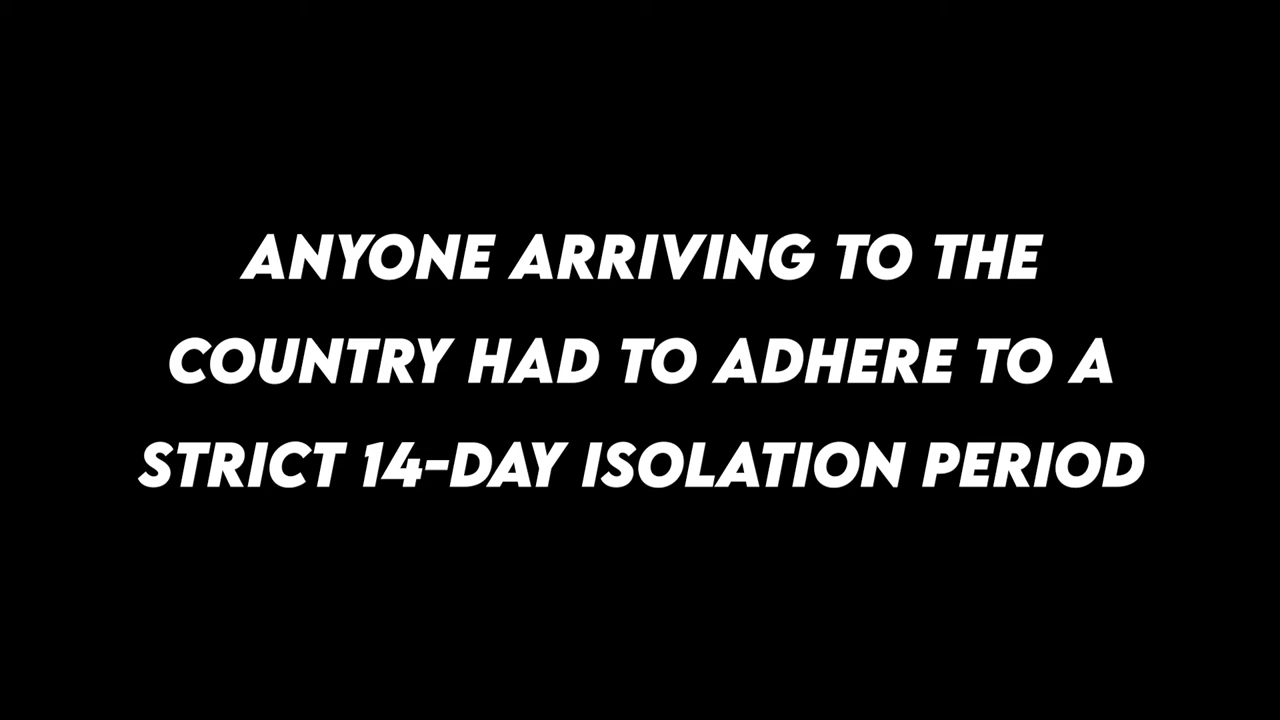 ANYONE ARRIVING TO THE
COUNTRY HAD TO ADHERE TO A
STRICT 14-DAY ISOLATION PERIOD